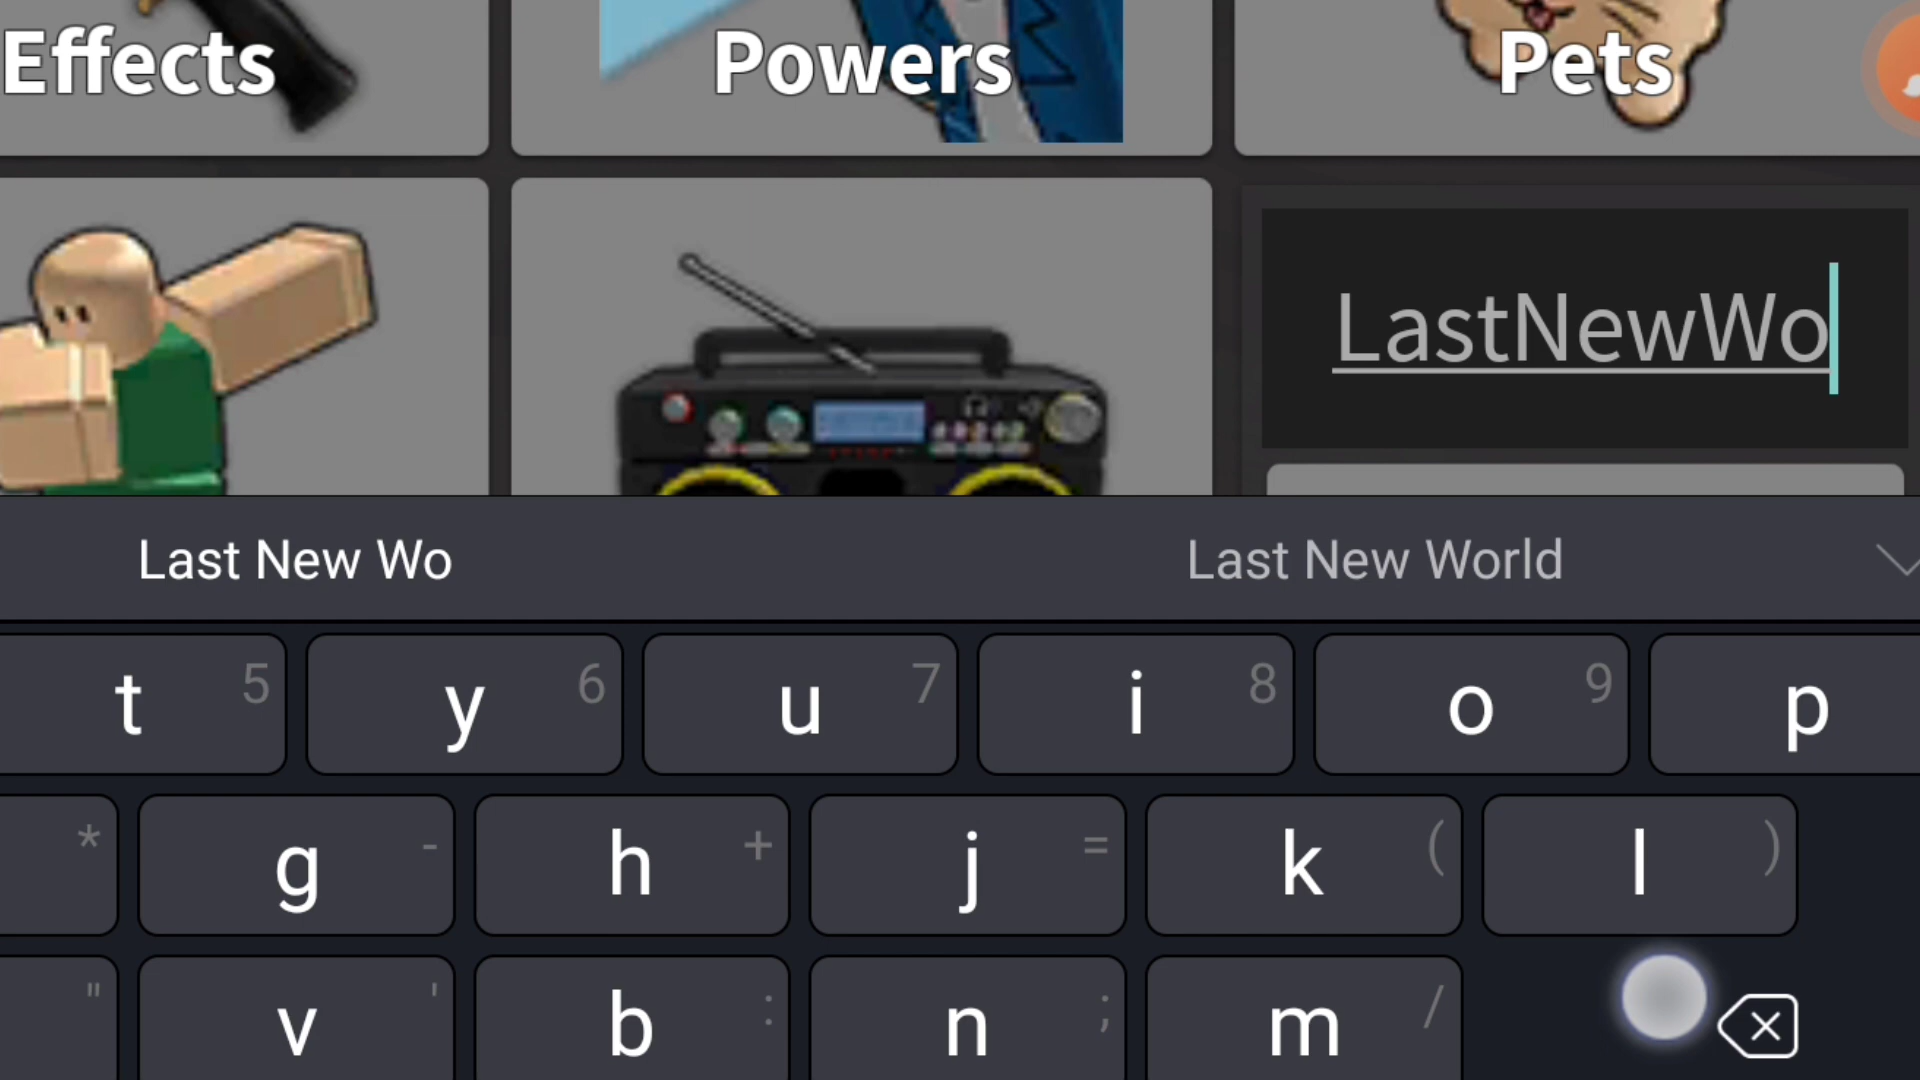 Effects Powers Pets
LastNewWo
Last New Wo Last New World
t 5 y 6 u 7 i 8 o 9 p
* g - h + j = k ( l )
" v ' b : n ; m /